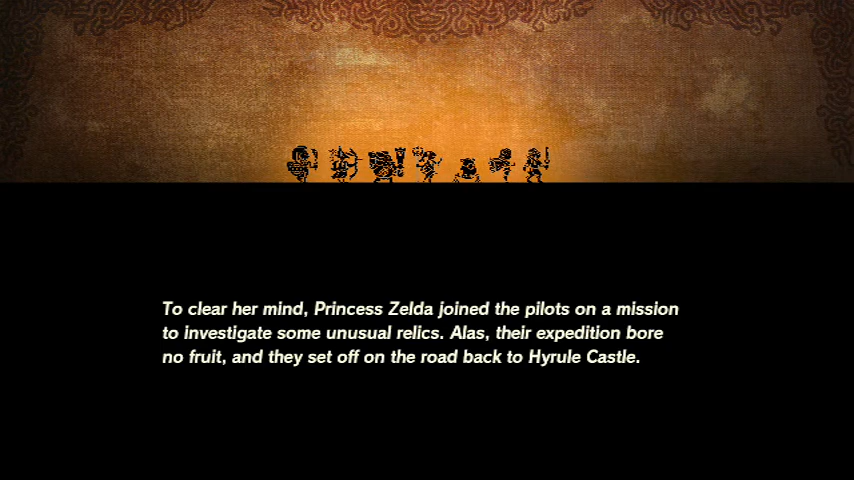 To clear her mind, Princess Zelda joined the pilots on a mission
to investigate some unusual relics. Alas, their expedition bore
no fruit, and they set off on the road back to Hyrule Castle.